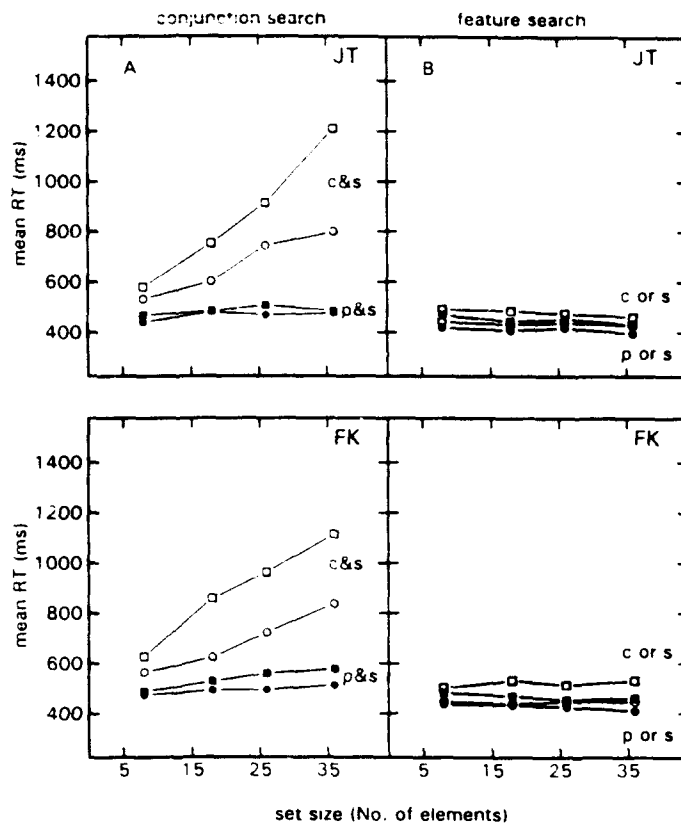 conjunction search
feature search
A
JT
B
JT
1400
1200
1000
800
600
400
mean RT (ms)
c&s
p&s
c or s
p or s
FK
FK
1400
1200
1000
800
600
400
mean RT (ms)
c&s
p&s
c or s
p or s
5
15
25
35
5
15
25
35
set size (No. of elements)